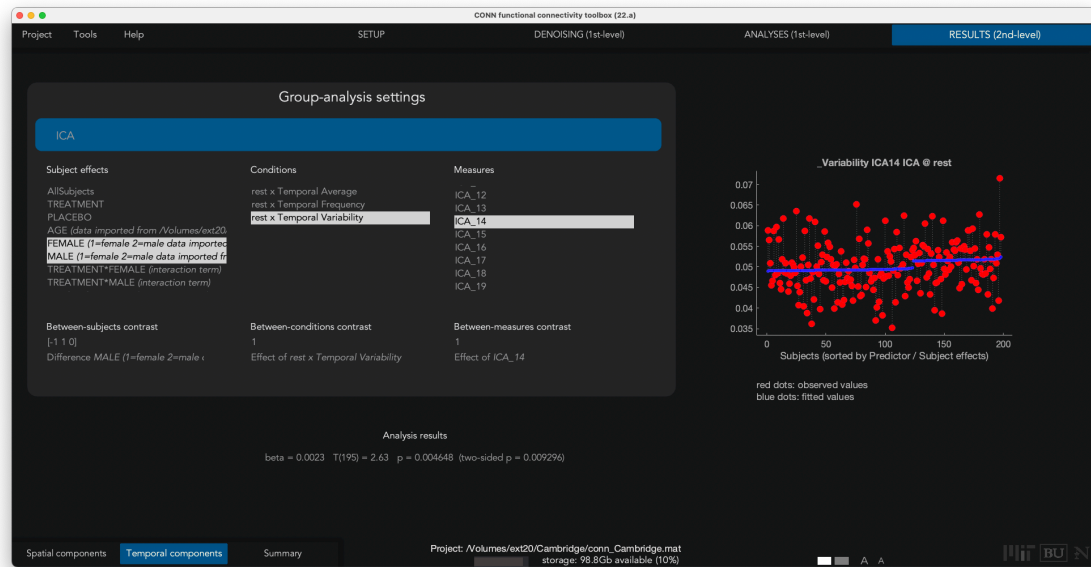 CONN functional connectivity toolbox (22.a)
Project Tools Help SETUP DENOISING (1st-level) ANALYSES (1st-level) RESULTS (2nd-level)
Group-analysis settings
ICA
Subject effects
AllSubjects
TREATMENT
PLACEBO
AGE (data imported from /Volumes/ext20/
FEMALE (1=female 2=male data imported
MALE (1=female 2=male data imported fr
TREATMENT*FEMALE (interaction term)
TREATMENT*MALE (interaction term)
Conditions
rest x Temporal Average
rest x Temporal Frequency
rest x Temporal Variability
Measures
ICA_12
ICA_13
ICA_14
ICA_15
ICA_16
ICA_17
ICA_18
ICA_19
Between-subjects contrast
[-1 1 0]
Difference MALE (1=female 2=male
Between-conditions contrast
1
Effect of rest x Temporal Variability
Between-measures contrast
1
Effect of ICA_14
Analysis results
beta = 0.0023 T(195) = 2.63 p = 0.004648 (two-sided p = 0.009296)
_Variability ICA14 ICA @ rest
0.07
0.065
0.06
0.055
0.05
0.045
0.04
0.035
0 50 100 150 200
Subjects (sorted by Predictor / Subject effects)
red dots: observed values
blue dots: fitted values
Spatial components Temporal components Summary
Project: /Volumes/ext20/Cambridge/conn_Cambridge.mat
storage: 98.8Gb available (10%)
A A
MIT BU N